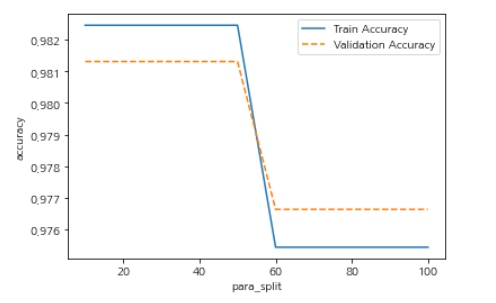 Train Accuracy
Validation Accuracy
0,982
0,981
0,980
0,979
0,978
0,977
0,976
accuracy
20 40 60 80 100
para_split